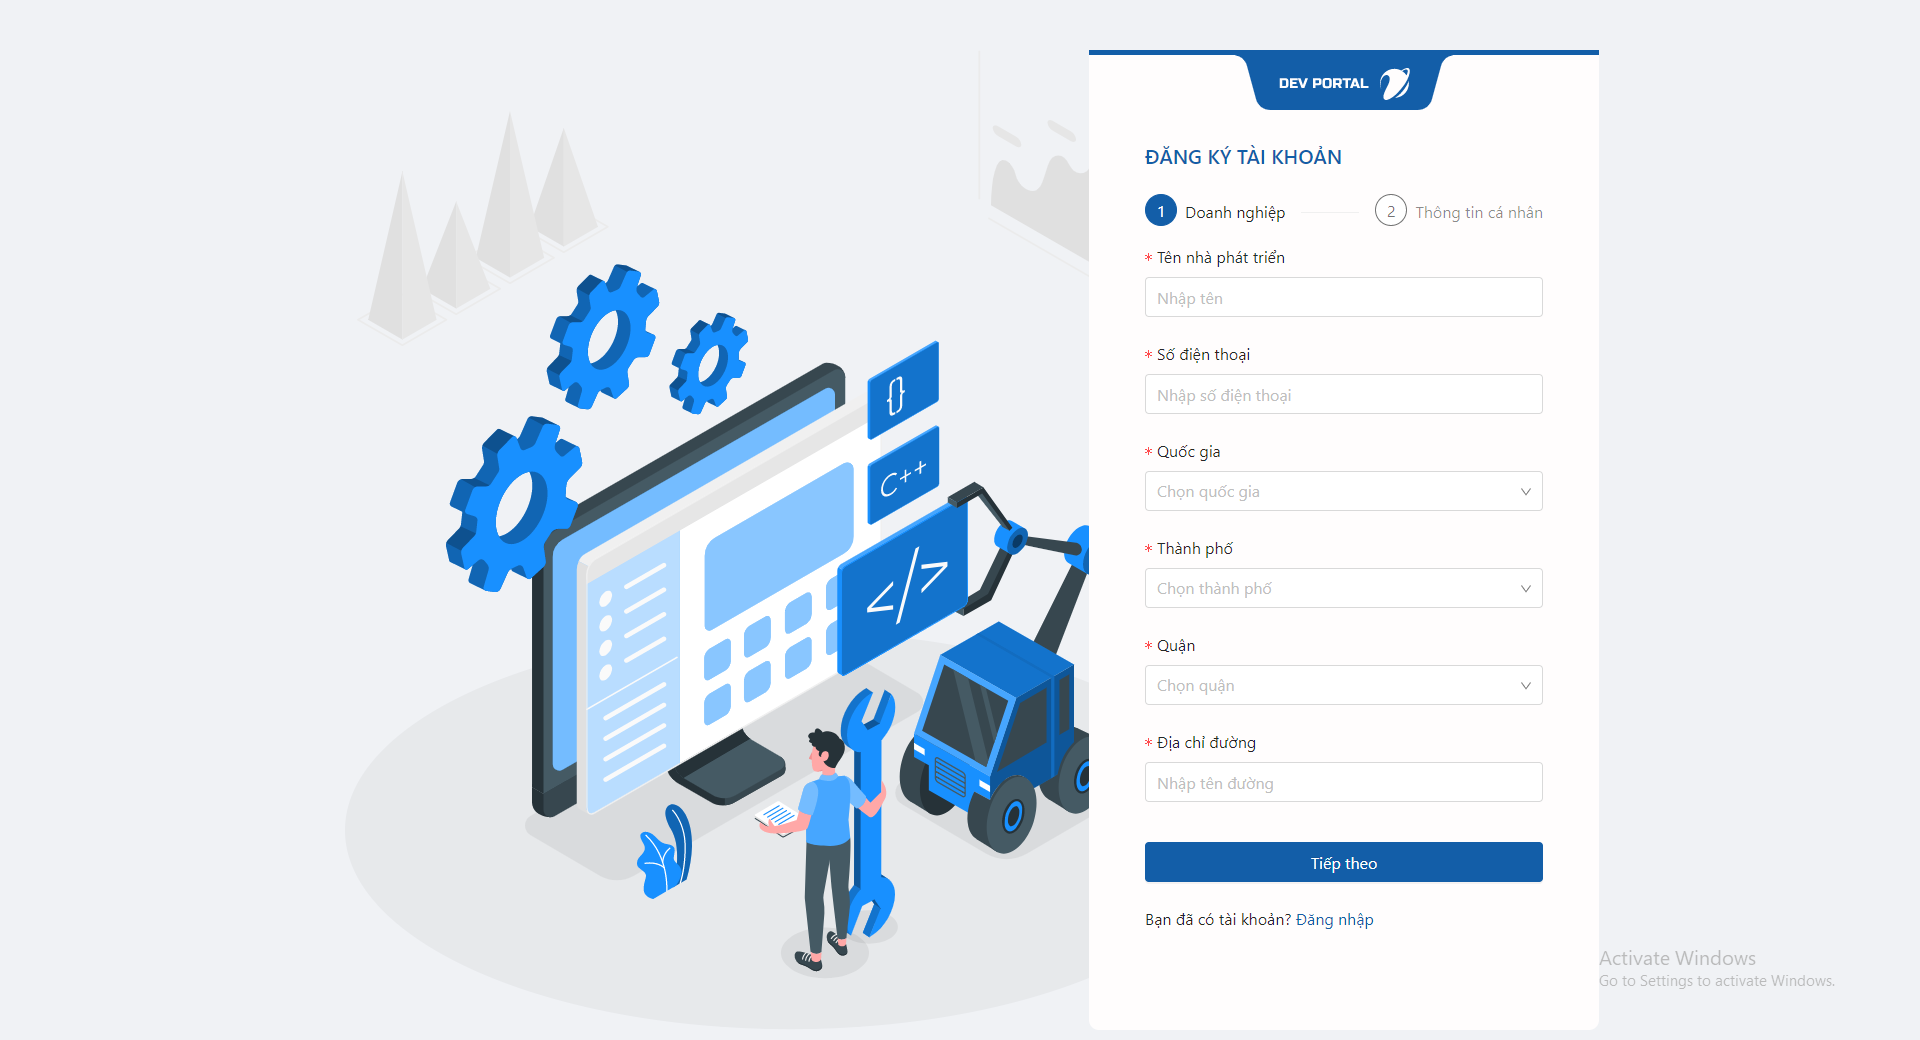 DEV PORTAL
ĐĂNG KÝ TÀI KHOẢN
1 Doanh nghiệp
2 Thông tin cá nhân
* Tên nhà phát triển
Nhập tên
* Số điện thoại
Nhập số điện thoại
* Quốc gia
Chọn quốc gia
* Thành phố
Chọn thành phố
* Quận
Chọn quận
* Địa chỉ đường
Nhập tên đường
Tiếp theo
Bạn đã có tài khoản? Đăng nhập
{}
C++
</>
Activate Windows
Go to Settings to activate Windows.